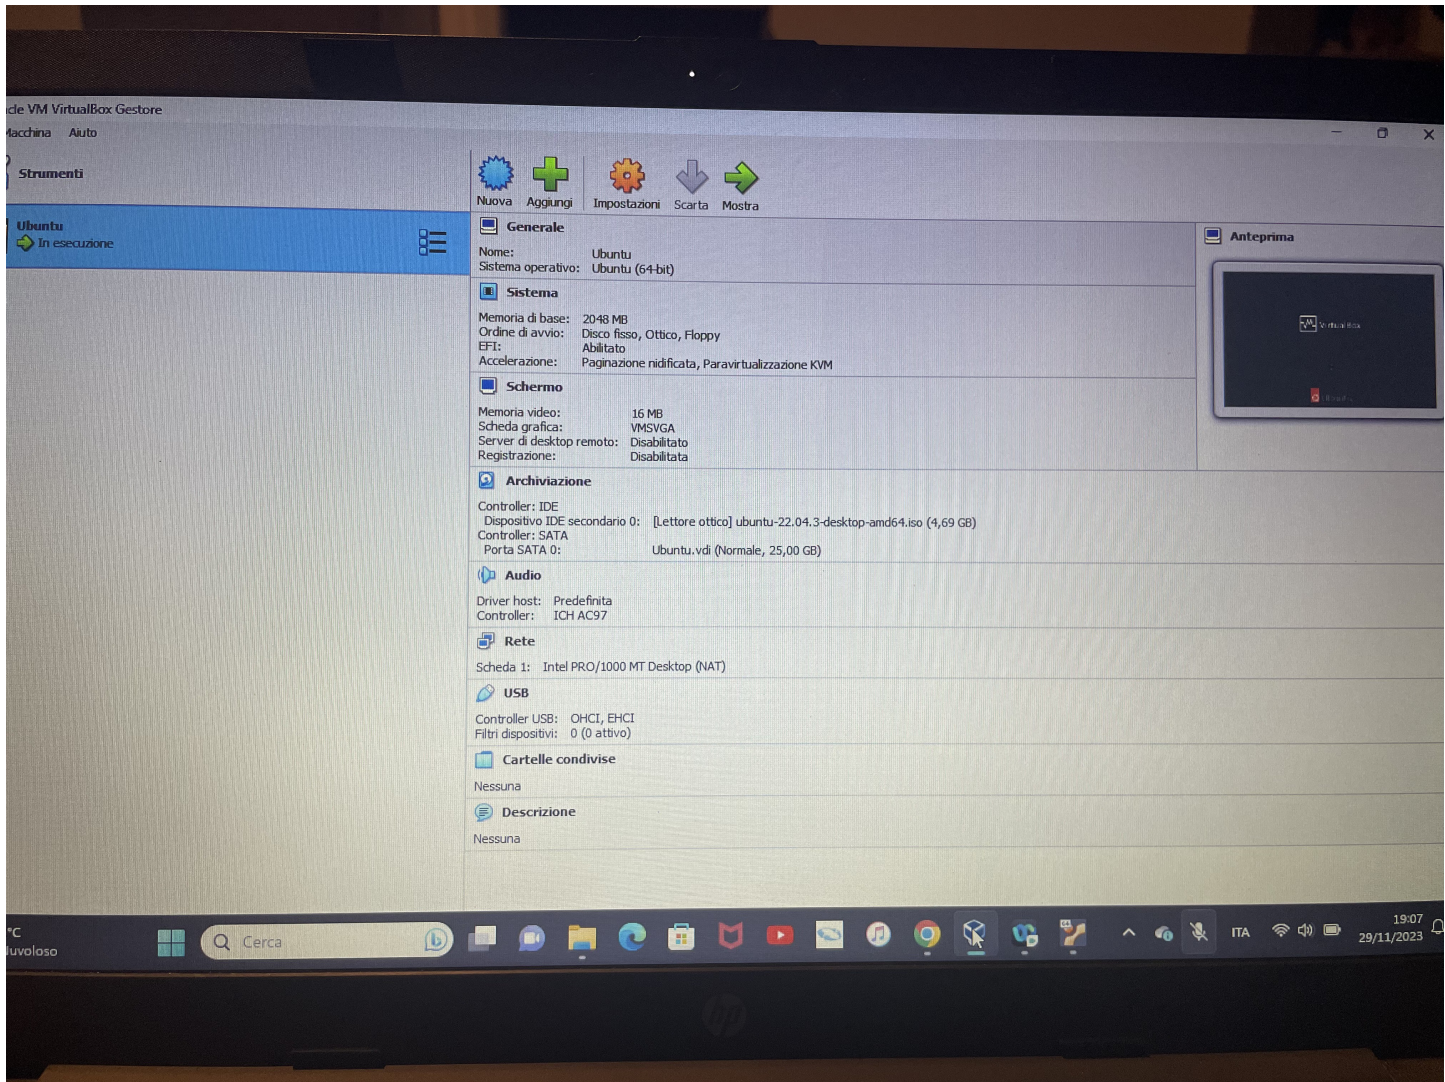 cle VM VirtualBox Gestore
Macchina Aiuto
Strumenti
Nuova Aggiungi Impostazioni Scarta Mostra
Ubuntu
In esecuzione
Generale
Nome: Ubuntu
Sistema operativo: Ubuntu (64-bit)
Anteprima
VirtualBox
Sistema
Memoria di base: 2048 MB
Ordine di avvio: Disco fisso, Ottico, Floppy
EFI: Abilitato
Accelerazione: Paginazione nidificata, Paravirtualizzazione KVM
Schermo
Memoria video: 16 MB
Scheda grafica: VMSVGA
Server di desktop remoto: Disabilitato
Registrazione: Disabilitata
Archiviazione
Controller: IDE
Dispositivo IDE secondario 0: [Lettore ottico] ubuntu-22.04.3-desktop-amd64.iso (4,69 GB)
Controller: SATA
Porta SATA 0: Ubuntu.vdi (Normale, 25,00 GB)
Audio
Driver host: Predefinita
Controller: ICH AC97
Rete
Scheda 1: Intel PRO/1000 MT Desktop (NAT)
USB
Controller USB: OHCI, EHCI
Filtri dispositivi: 0 (0 attivo)
Cartelle condivise
Nessuna
Descrizione
Nessuna
°C
uvoloso
Cerca
ITA
19:07
29/11/2023
hp